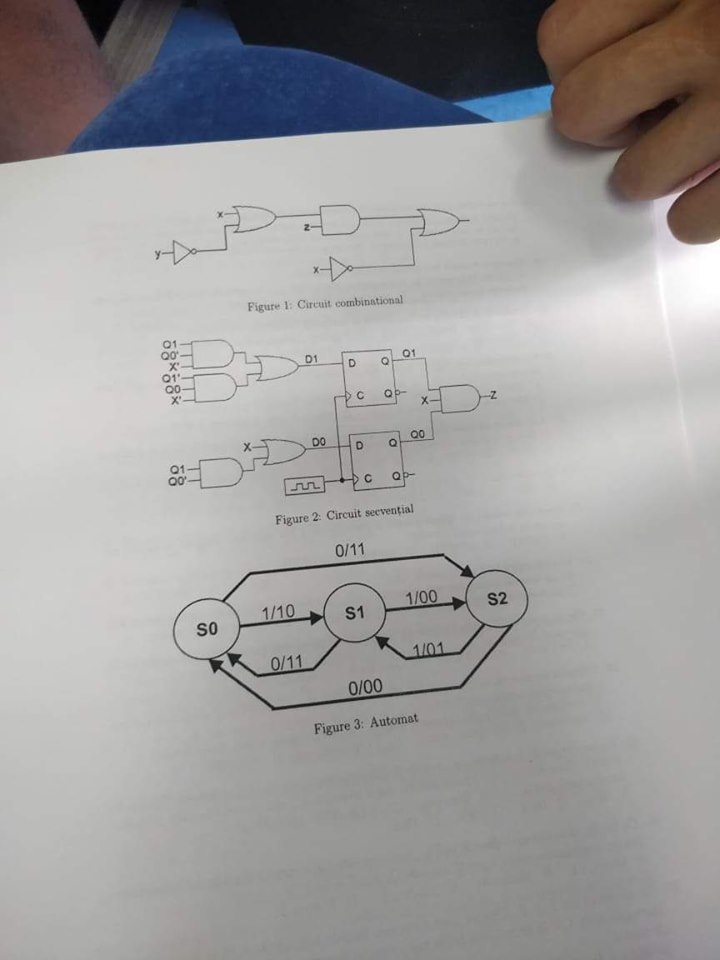 x
z
y
x
Figure 1: Circuit combinational
Q1
Q0'
X'
Q1'
Q0
X'
D1
D
Q
Q1
C
Q
X
Z
X
D0
D
Q
Q0
Q1
Q0'
C
Q
Figure 2: Circuit secvențial
0/11
S0
1/10
S1
1/00
S2
0/11
1/01
0/00
Figure 3: Automat